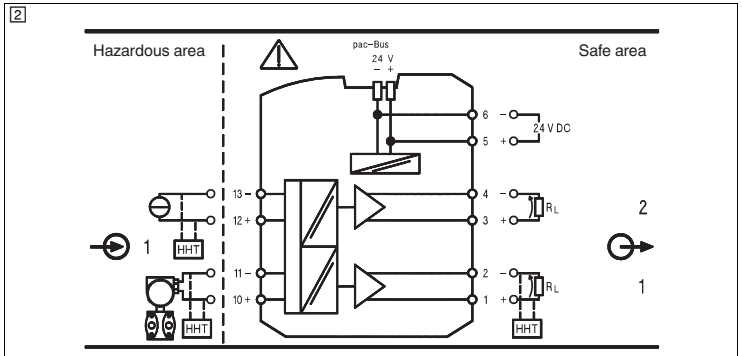 2
Hazardous area
pac-Bus
24 V
- +
Safe area
6 -
24 V DC
5 +
13 -
4 -
RL
2
12 +
3 +
1
HHT
11 -
2 -
RL
1
10 +
1 +
HHT
HHT